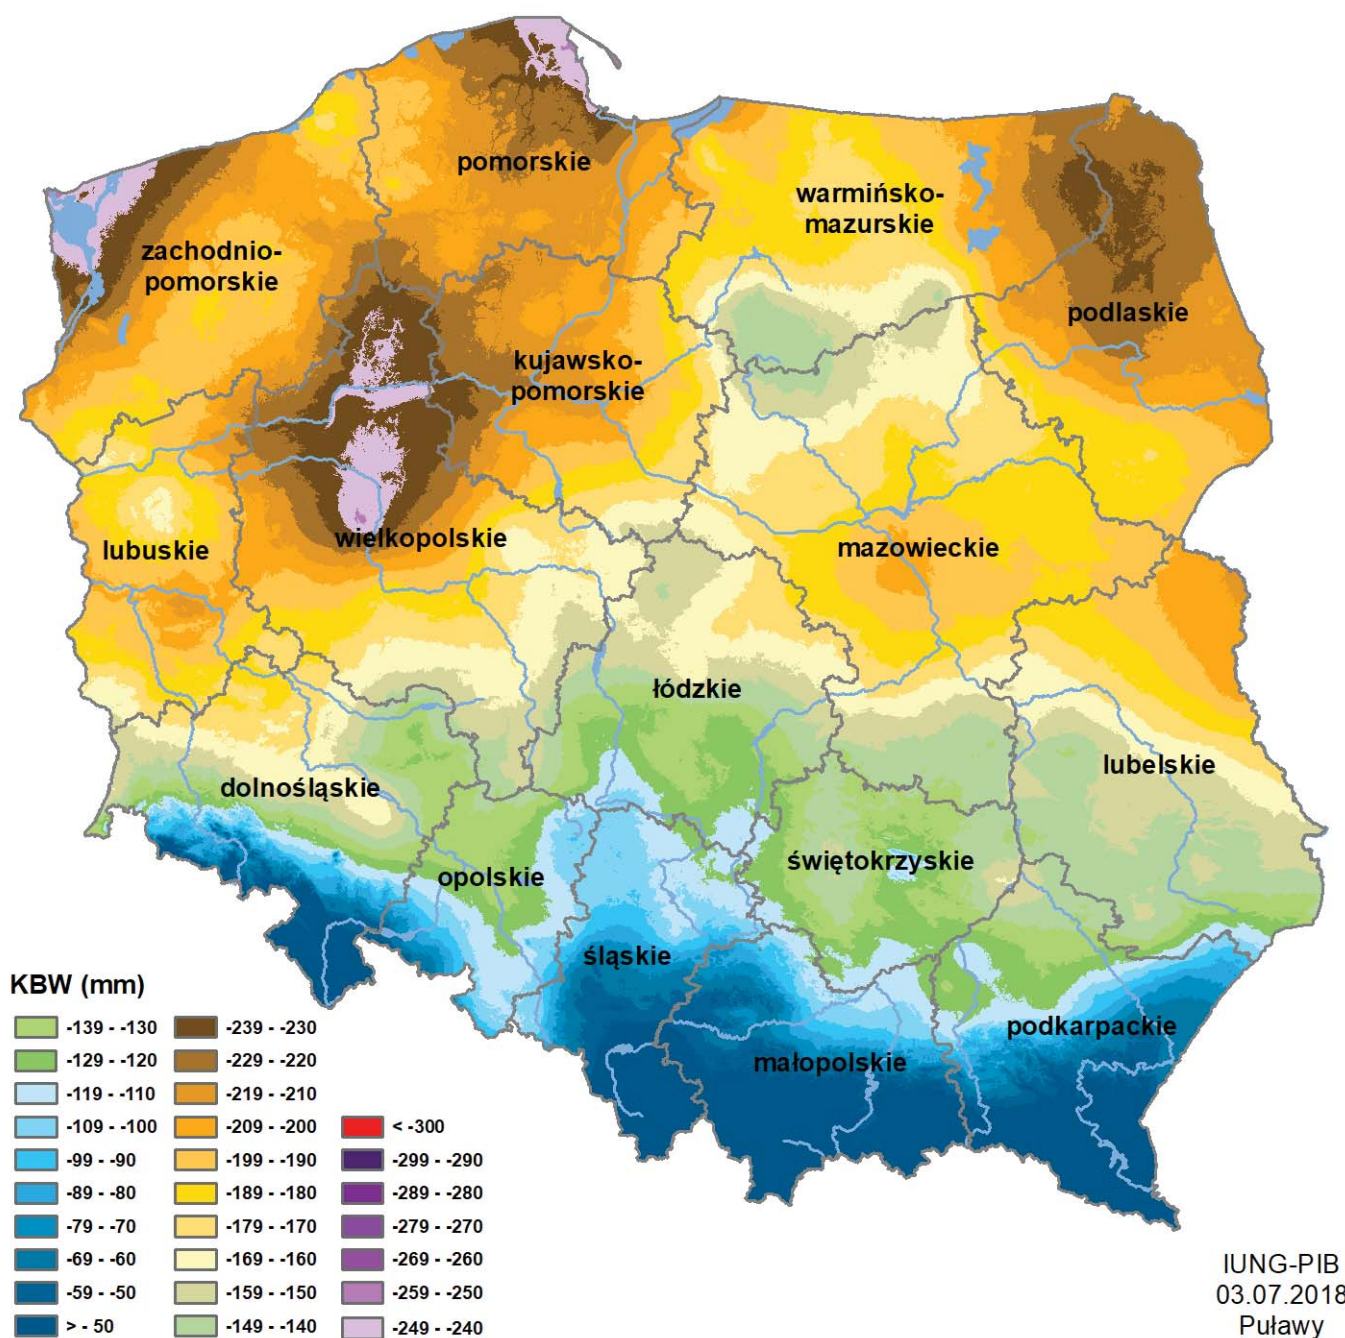 pomorskie
warmińsko-
mazurskie
zachodnio-
pomorskie
podlaskie
kujawsko-
pomorskie
wielkopolskie
lubuskie
mazowieckie
łódzkie
lubelskie
dolnośląskie
świętokrzyskie
opolskie
śląskie
podkarpackie
małopolskie
KBW (mm)
-139 - -130
-129 - -120
-119 - -110
-109 - -100
-99 - -90
-89 - -80
-79 - -70
-69 - -60
-59 - -50
> - 50
-239 - -230
-229 - -220
-219 - -210
-209 - -200
-199 - -190
-189 - -180
-179 - -170
-169 - -160
-159 - -150
-149 - -140
< -300
-299 - -290
-289 - -280
-279 - -270
-269 - -260
-259 - -250
-249 - -240
IUNG-PIB
03.07.2018
Puławy